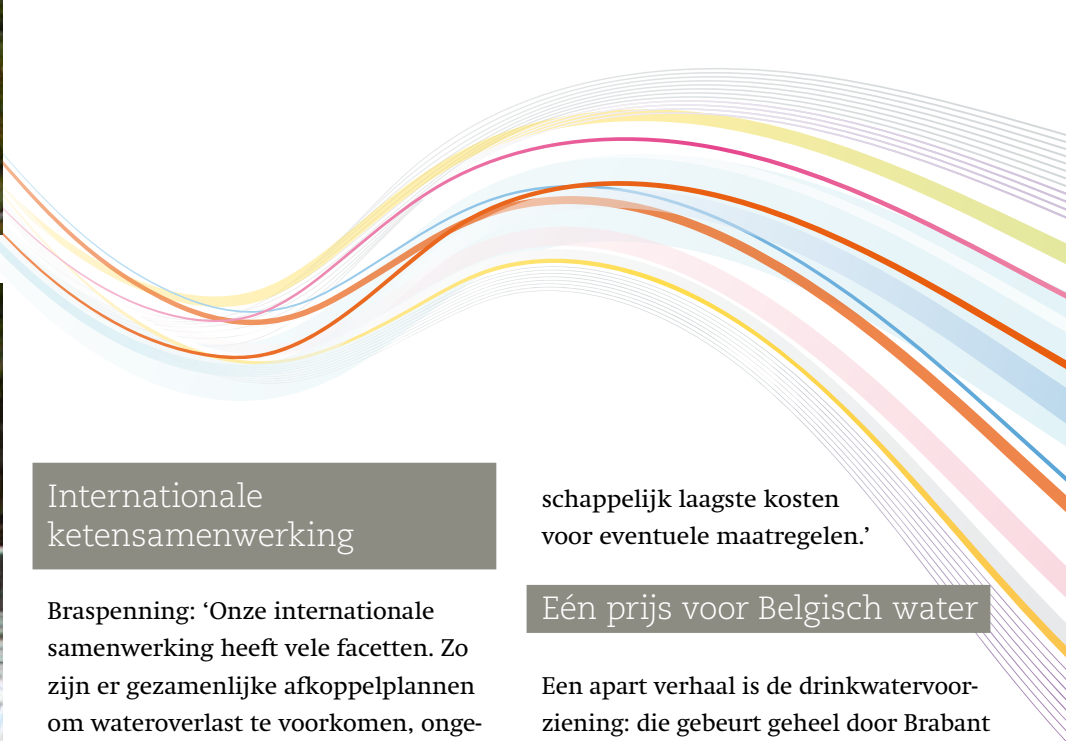 Internationale
ketensamenwerking
Braspenning: ‘Onze internationale
samenwerking heeft vele facetten. Zo
zijn er gezamenlijke afkoppelplannen
om wateroverlast te voorkomen, onge-
schappelijk laagste kosten
voor eventuele maatregelen.’
Eén prijs voor Belgisch water
Een apart verhaal is de drinkwatervoor-
ziening: die gebeurt geheel door Brabant